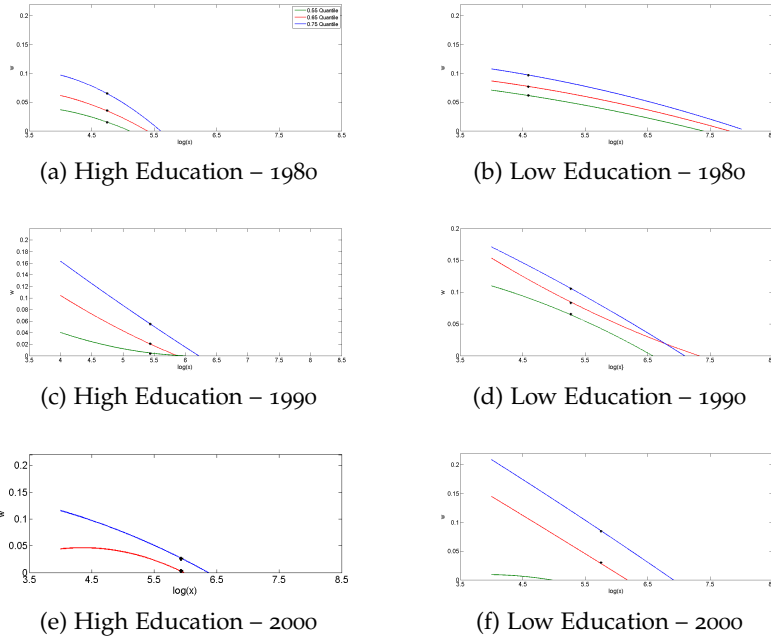 0.2
0.15
0.1
0.05
0
w
3.5 4.5 5.5 6.5 7.5 8.5
log(x)
0.55 Quantile
0.65 Quantile
0.75 Quantile
(a) High Education – 1980
0.2
0.15
0.1
0.05
0
w
3.5 4.5 5.5 6.5 7.5 8.5
log(x)
(b) Low Education – 1980
0.2
0.16
0.14
0.12
0.1
0.08
0.06
0.04
0.02
0
w
3.5 4 4.5 5 5.5 6 6.5 7.5 8.5
log(x)
(c) High Education – 1990
0.2
0.15
0.1
0.05
0
w
3.5 4.5 5.5 6.5 7.5 8.5
log(x)
(d) Low Education – 1990
0.2
0.15
0.1
0.05
0
w
3.5 4.5 5.5 6.5 7.5 8.5
log(x)
(e) High Education – 2000
0.2
0.15
0.1
0.05
0
w
3.5 4.5 5.5 6.5 7.5 8.5
log(x)
(f) Low Education – 2000